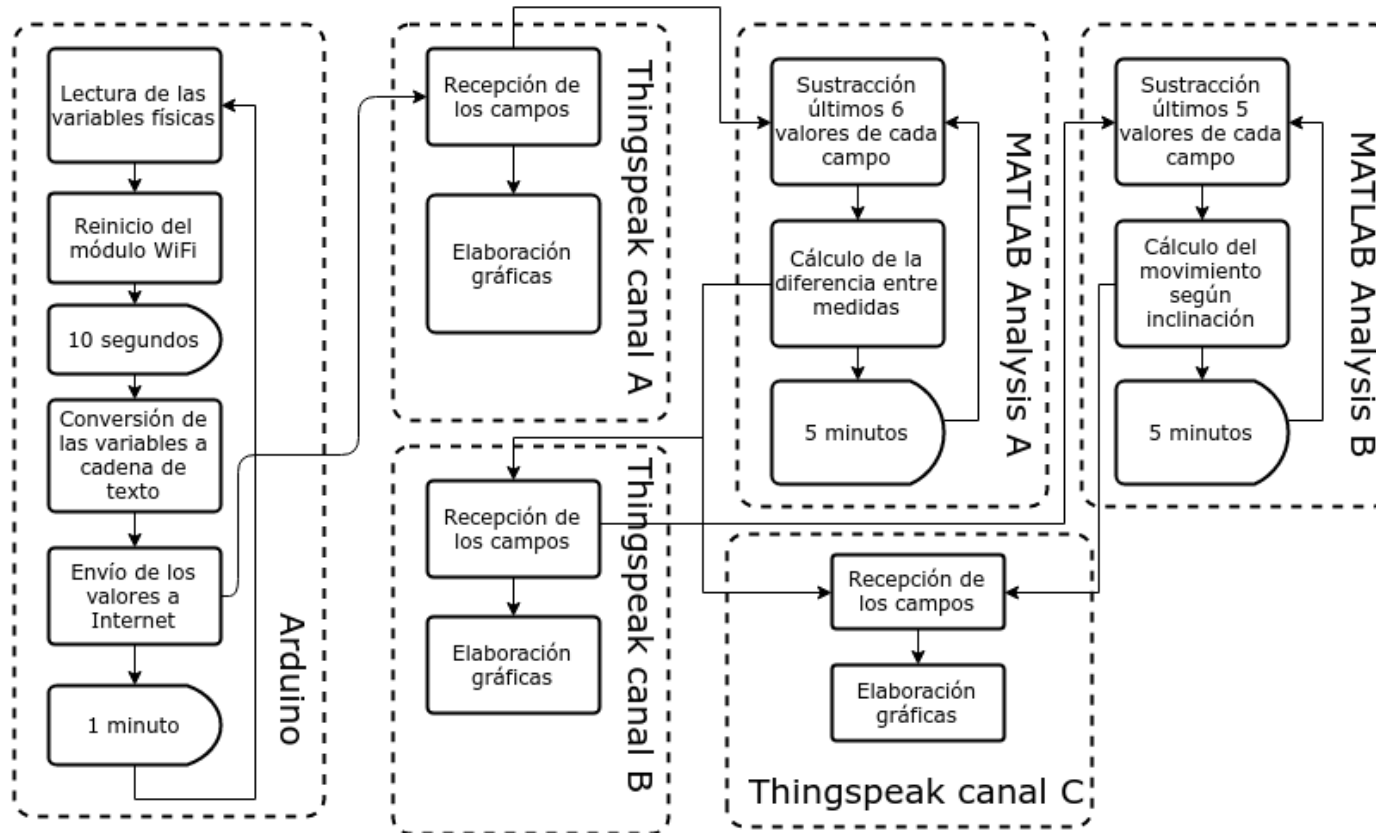 Lectura de las
variables físicas
Reinicio del
módulo WiFi
10 segundos
Conversión de
las variables a
cadena de
texto
Envío de los
valores a
Internet
1 minuto
Arduino
Recepción de
los campos
Elaboración
gráficas
Thingspeak canal A
Recepción de
los campos
Elaboración
gráficas
Thingspeak canal B
Sustracción
últimos 6
valores de cada
campo
Cálculo de la
diferencia entre
medidas
5 minutos
MATLAB Analysis A
Sustracción
últimos 5
valores de cada
campo
Cálculo del
movimiento
según
inclinación
5 minutos
MATLAB Analysis B
Recepción de
los campos
Elaboración
gráficas
Thingspeak canal C